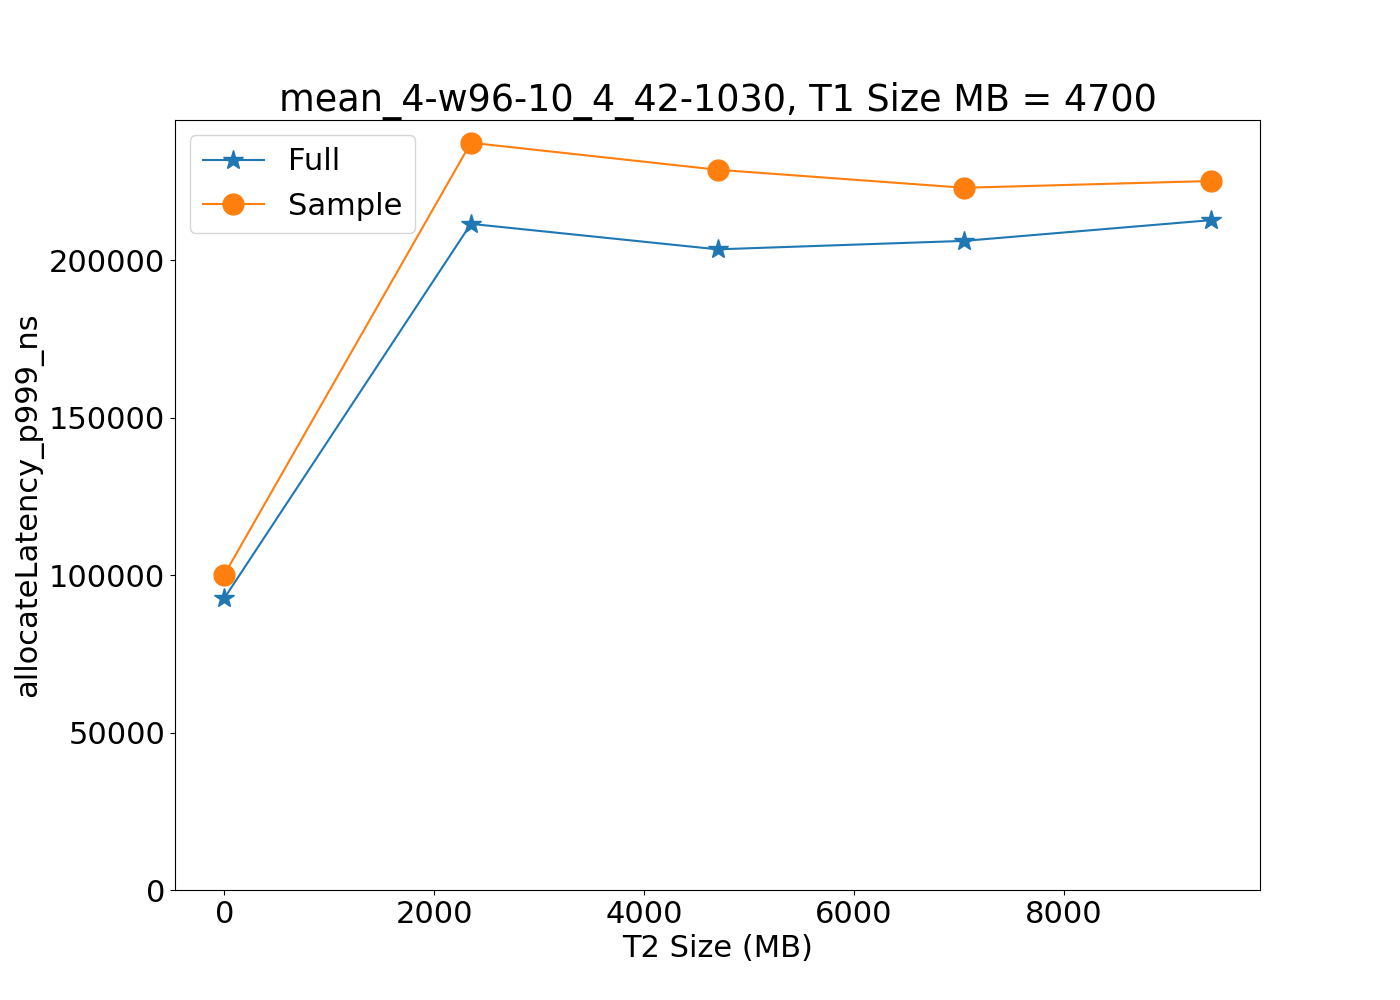 mean_4-w96-10_4_42-1030, T1 Size MB = 4700
Full
Sample
allocateLatency_p999_ns
200000
150000
100000
50000
0
0 2000 4000 6000 8000
T2 Size (MB)